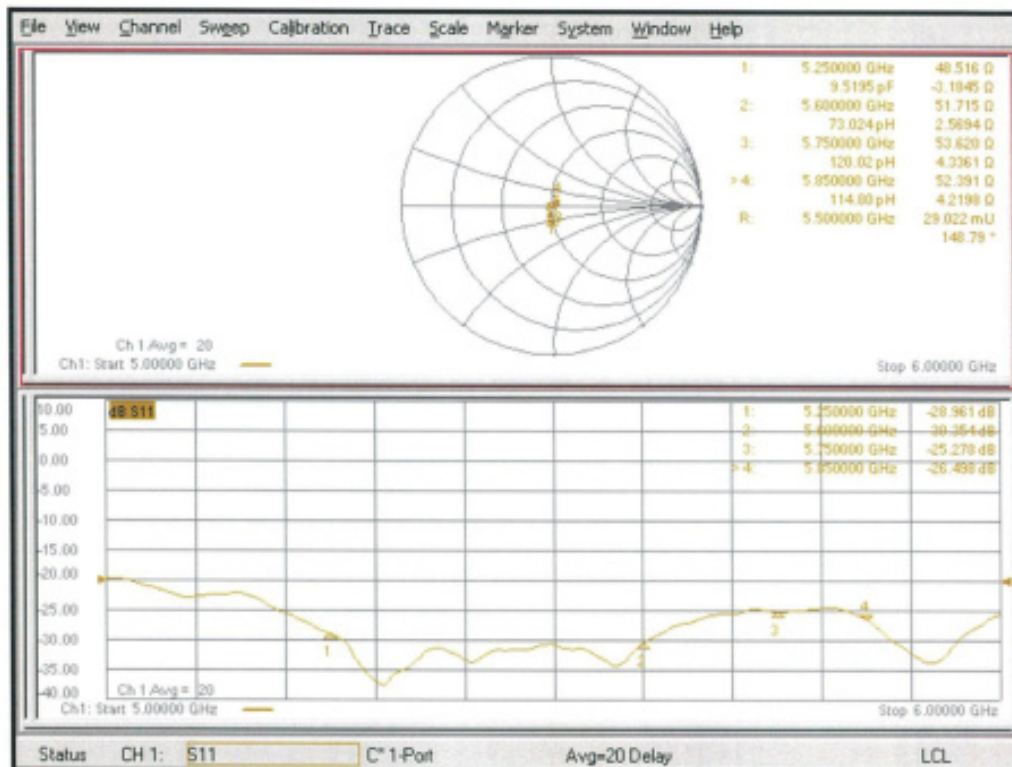 File View Channel Sweep Calibration Trace Scale Marker System Window Help
1: 5.250000 GHz 48.516 Ω
9.5195 pF -3.1845 Ω
2: 5.600000 GHz 51.715 Ω
73.024 pH 2.5694 Ω
3: 5.750000 GHz 53.620 Ω
120.02 pH 4.3361 Ω
>4: 5.850000 GHz 52.391 Ω
114.80 pH 4.2198 Ω
R: 5.500000 GHz 29.022 mU
148.79 °
Ch 1 Avg = 20
Ch1: Start 5.00000 GHz
Stop 6.00000 GHz
10.00
dB S11
1: 5.250000 GHz -28.961 dB
5.00
2: 5.600000 GHz -30.354 dB
3: 5.750000 GHz -25.278 dB
0.00
>4: 5.850000 GHz -26.498 dB
-5.00
-10.00
-15.00
-20.00
-25.00
4
3
-30.00
1
2
-35.00
-40.00
Ch 1 Avg = 20
Ch1: Start 5.00000 GHz
Stop 6.00000 GHz
Status CH 1: S11 C* 1-Port Avg=20 Delay LCL